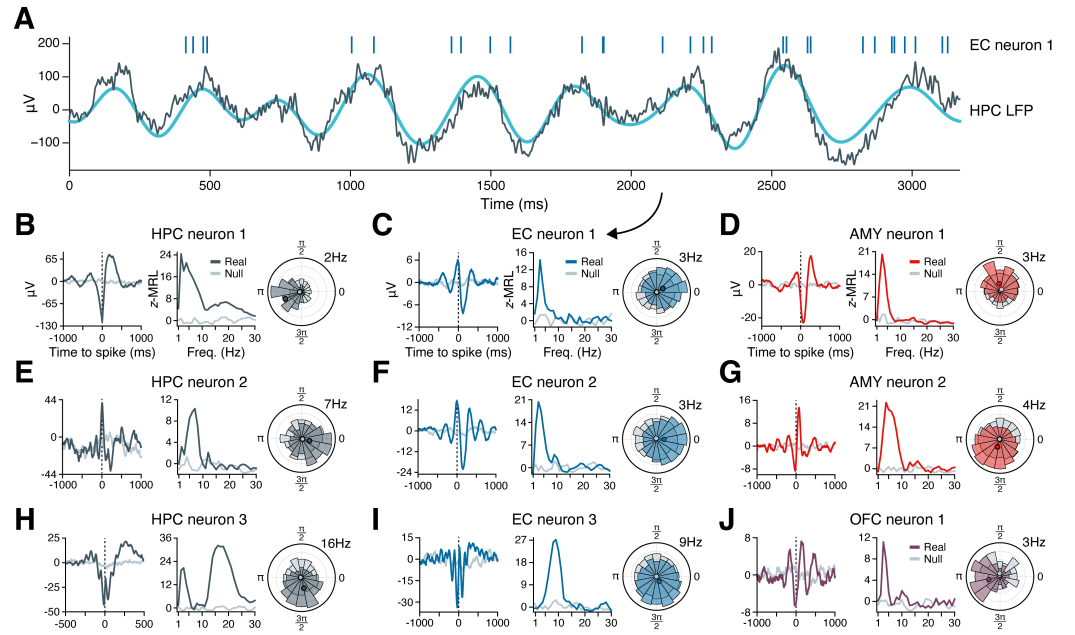 A
200
100
0
−100
μV
EC neuron 1
HPC LFP
0 500 1000 1500 2000 2500 3000
Time (ms)
B
HPC neuron 1
65
0
-65
-130
μV
-1000 0 1000
Time to spike (ms)
24
16
8
0
z-MRL
Real
Null
1 10 20 30
Freq. (Hz)
π/2
2Hz
π
0
3π/2
C
EC neuron 1
6
0
-6
-12
μV
-1000 0 1000
Time to spike (ms)
16
12
8
4
0
z-MRL
Real
Null
1 10 20 30
Freq. (Hz)
π/2
3Hz
π
0
3π/2
D
AMY neuron 1
20
0
-20
μV
-1000 0 1000
Time to spike (ms)
21
14
7
0
z-MRL
Real
Null
1 10 20 30
Freq. (Hz)
π/2
3Hz
π
0
3π/2
E
HPC neuron 2
44
0
-44
-1000 0 1000
12
8
4
0
1 10 20 30
π/2
7Hz
π
0
3π/2
F
EC neuron 2
12
0
-12
-24
-1000 0 1000
21
14
7
0
1 10 20 30
π/2
3Hz
π
0
3π/2
G
AMY neuron 2
16
8
0
-8
-1000 0 1000
21
14
7
0
1 10 20 30
π/2
4Hz
π
0
3π/2
H
HPC neuron 3
25
0
-25
-50
-500 0 500
36
24
12
0
1 10 20 30
π/2
16Hz
π
0
3π/2
I
EC neuron 3
15
0
-15
-30
-1000 0 1000
27
18
9
0
1 10 20 30
π/2
9Hz
π
0
3π/2
J
OFC neuron 1
8
0
-8
-1000 0 1000
12
8
4
0
Real
Null
1 10 20 30
π/2
3Hz
π
0
3π/2